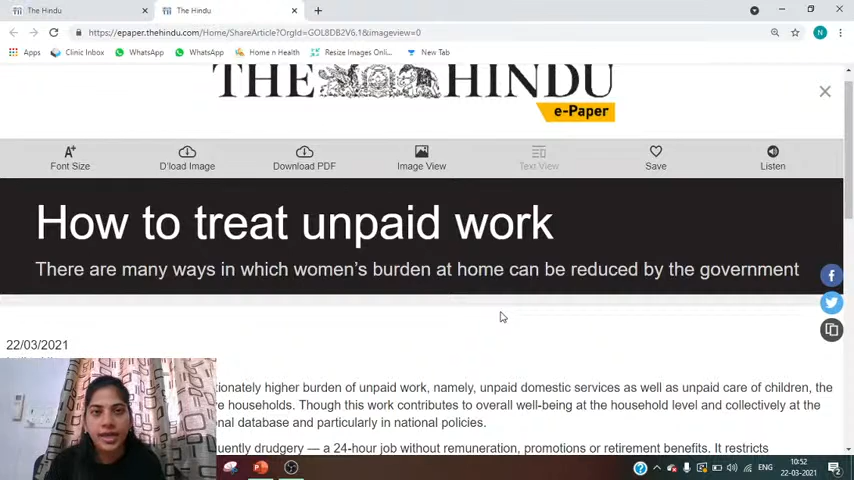 The Hindu
The Hindu
https://epaper.thehindu.com/Home/ShareArticle?OrgId=GOL8DB2V6.1&imageview=0
N
Apps
Clinic Inbox
WhatsApp
WhatsApp
Home n Health
Resize Images Onli...
New Tab
THE HINDU
e-Paper
Font Size
D'load Image
Download PDF
Image View
Text View
Save
Listen
How to treat unpaid work
There are many ways in which women's burden at home can be reduced by the government
22/03/2021
tionately higher burden of unpaid work, namely, unpaid domestic services as well as unpaid care of children, the
households. Though this work contributes to overall well-being at the household level and collectively at the
nal database and particularly in national policies.
quently drudgery — a 24-hour job without remuneration, promotions or retirement benefits. It restricts
ENG
10:52
22-03-2021
2